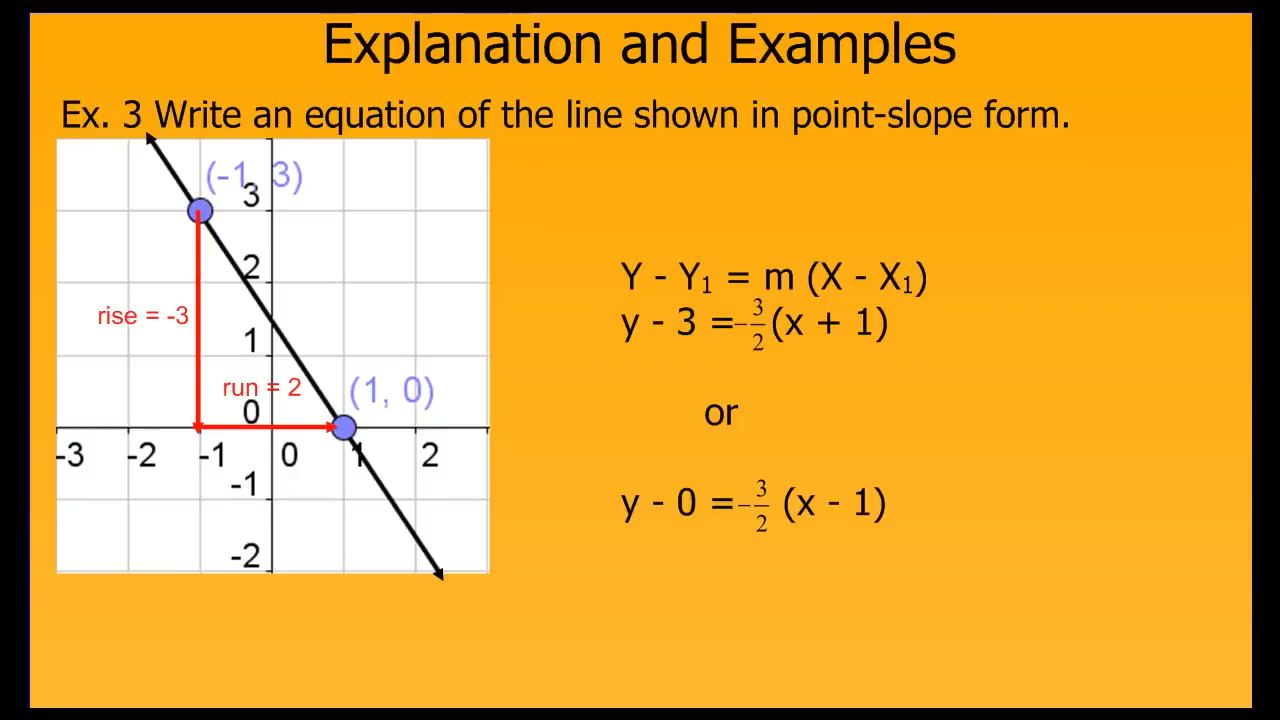 Explanation and Examples
Ex. 3 Write an equation of the line shown in point-slope form.
(-1, 3)
3
2
rise = -3
1
run = 2
(1, 0)
0
-3 -2 -1 0 1 2
-1
-2
Y - Y₁ = m (X - X₁)
y - 3 =-3/2(x + 1)
or
y - 0 =-3/2 (x - 1)